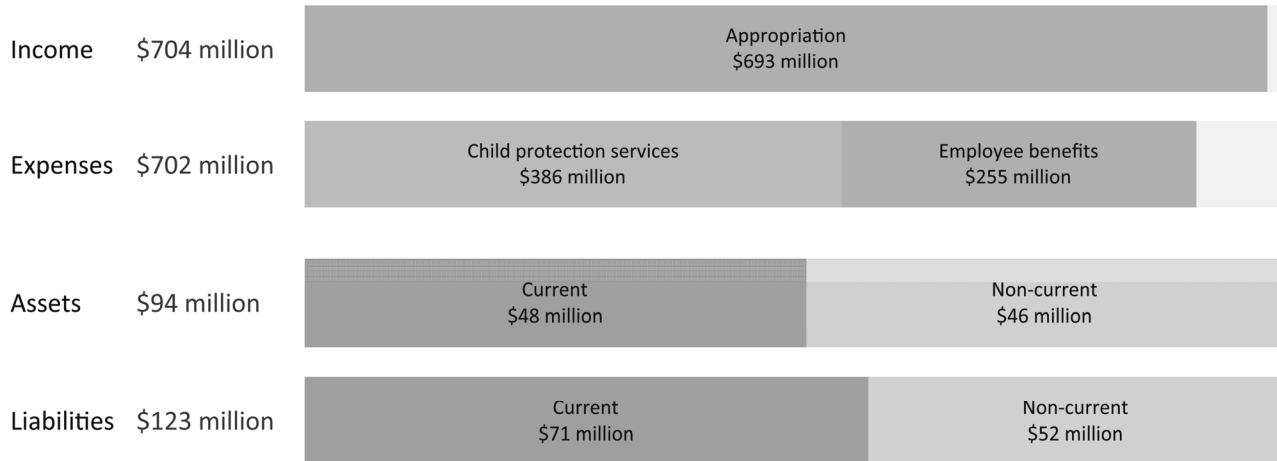 Income $704 million
Appropriation
$693 million
Expenses $702 million
Child protection services
$386 million
Employee benefits
$255 million
Assets $94 million
Current
$48 million
Non-current
$46 million
Liabilities $123 million
Current
$71 million
Non-current
$52 million